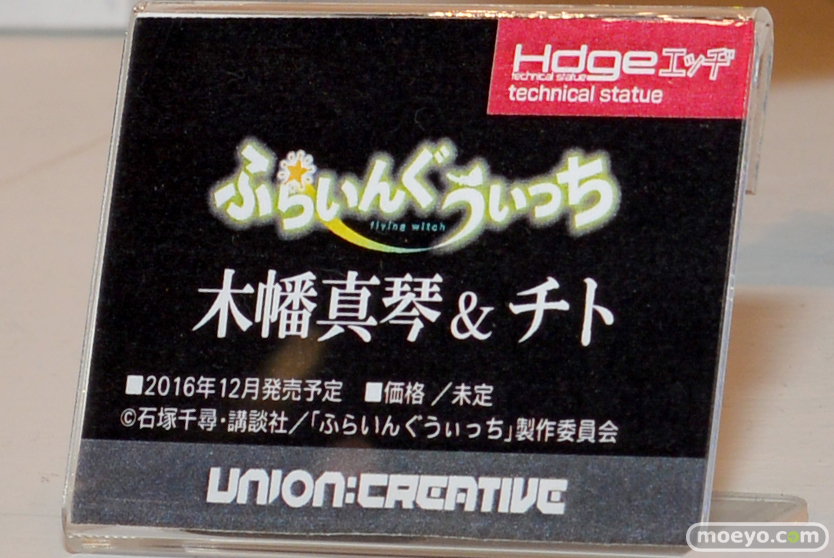 Hdgeエッヂ
technical statue
technical statue
ふらいんぐうぃっち
flying witch
木幡真琴 & チト
■2016年12月発売予定 ■価格/未定
©石塚千尋・講談社/「ふらいんぐうぃっち」製作委員会
UNION:CREATIVE
moeyo.com